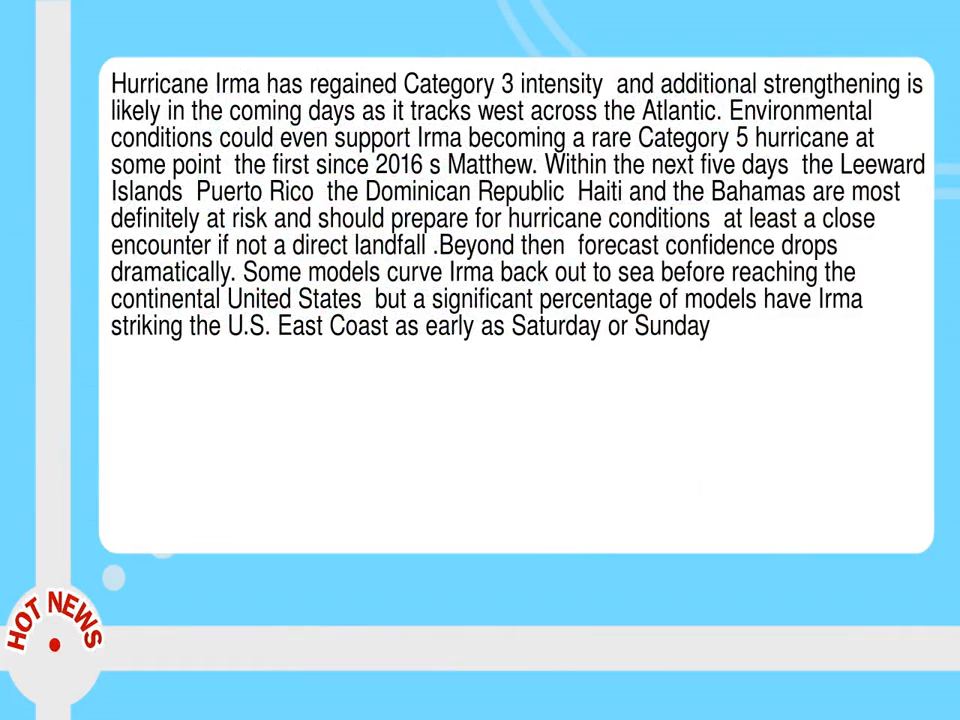 Hurricane Irma has regained Category 3 intensity  and additional strengthening is
likely in the coming days as it tracks west across the Atlantic. Environmental
conditions could even support Irma becoming a rare Category 5 hurricane at
some point  the first since 2016 s Matthew. Within the next five days  the Leeward
Islands  Puerto Rico  the Dominican Republic  Haiti and the Bahamas are most
definitely at risk and should prepare for hurricane conditions  at least a close
encounter if not a direct landfall .Beyond then  forecast confidence drops
dramatically. Some models curve Irma back out to sea before reaching the
continental United States  but a significant percentage of models have Irma
striking the U.S. East Coast as early as Saturday or Sunday
HOT NEWS